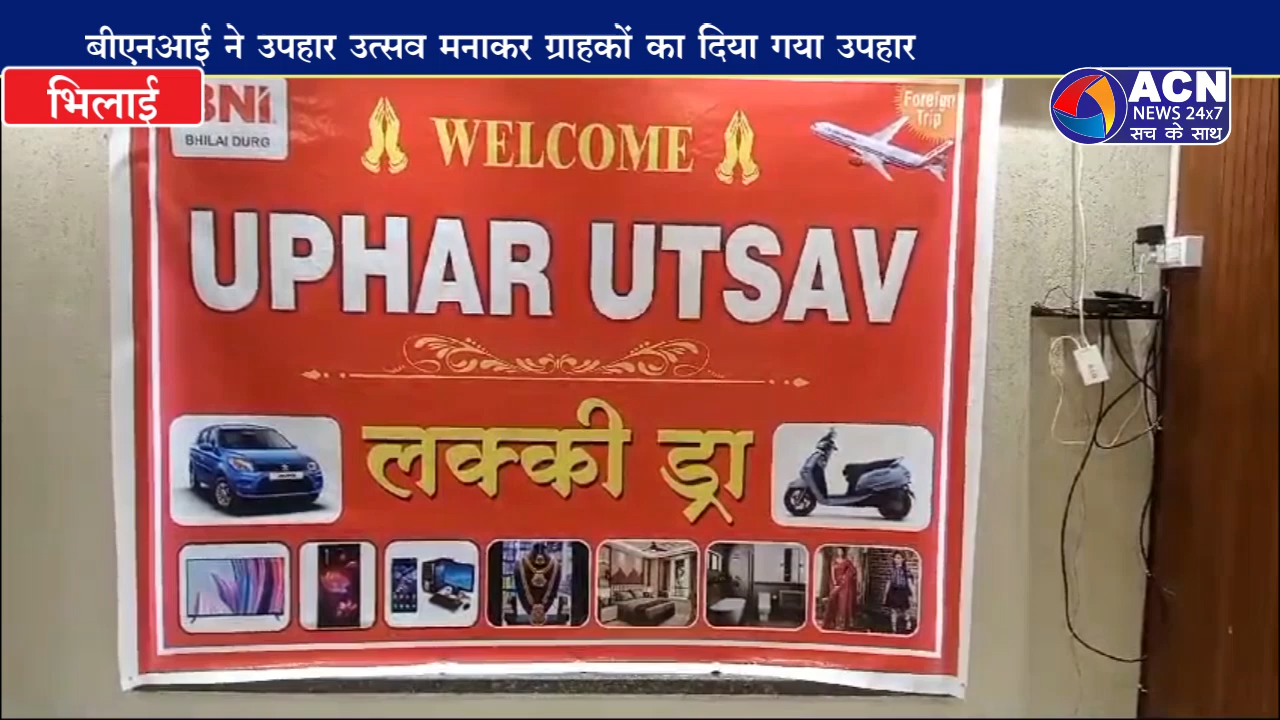 बीएनआई ने उपहार उत्सव मनाकर ग्राहकों का दिया गया उपहार
भिलाई
ACN
NEWS 24x7
सच के साथ
BNI
BHILAI DURG
WELCOME
Foreign
Trip
UPHAR UTSAV
लक्की ड्रा